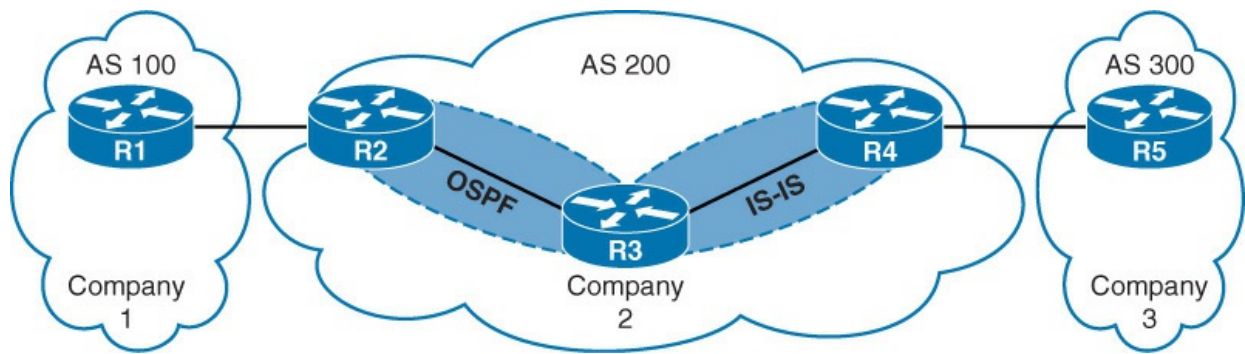 AS 100
AS 200
AS 300
R1
R2
R4
R5
OSPF
IS-IS
R3
Company
1
Company
2
Company
3